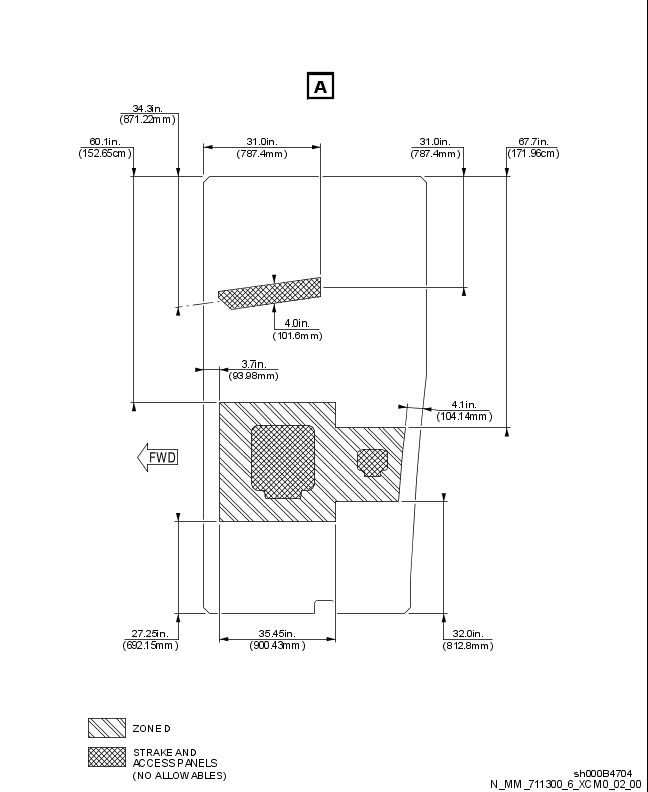 A
34.3in.
(871.22mm)
60.1in.
(152.65cm)
31.0in.
(787.4mm)
31.0in.
(787.4mm)
67.7in.
(171.96cm)
4.0in.
(101.6mm)
3.7in.
(93.98mm)
4.1in.
(104.14mm)
FWD
27.25in.
(692.15mm)
35.45in.
(900.43mm)
32.0in.
(812.8mm)
ZONED
STRAKE AND
ACCESS PANELS
(NO ALLOWABLES)
sh000B4704
N_MM_711300_6_XCM0_02_00